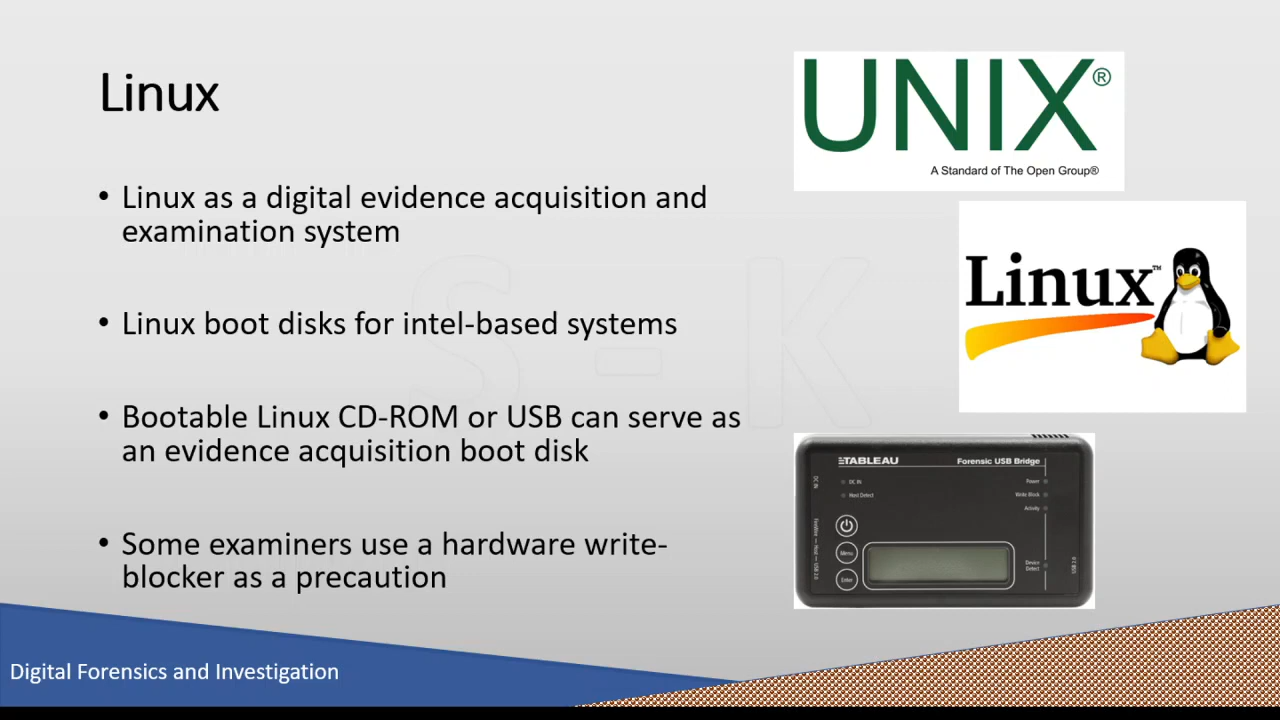 Linux
• Linux as a digital evidence acquisition and
examination system
• Linux boot disks for intel-based systems
• Bootable Linux CD-ROM or USB can serve as
an evidence acquisition boot disk
• Some examiners use a hardware write-
blocker as a precaution
UNIX®
A Standard of The Open Group®
Linux™
TABLEAU
Forensic USB Bridge
DC IN
DC IN
Host Detect
Power
Write Block
Activity
Menu
Enter
Device
Detect
S - K
Digital Forensics and Investigation